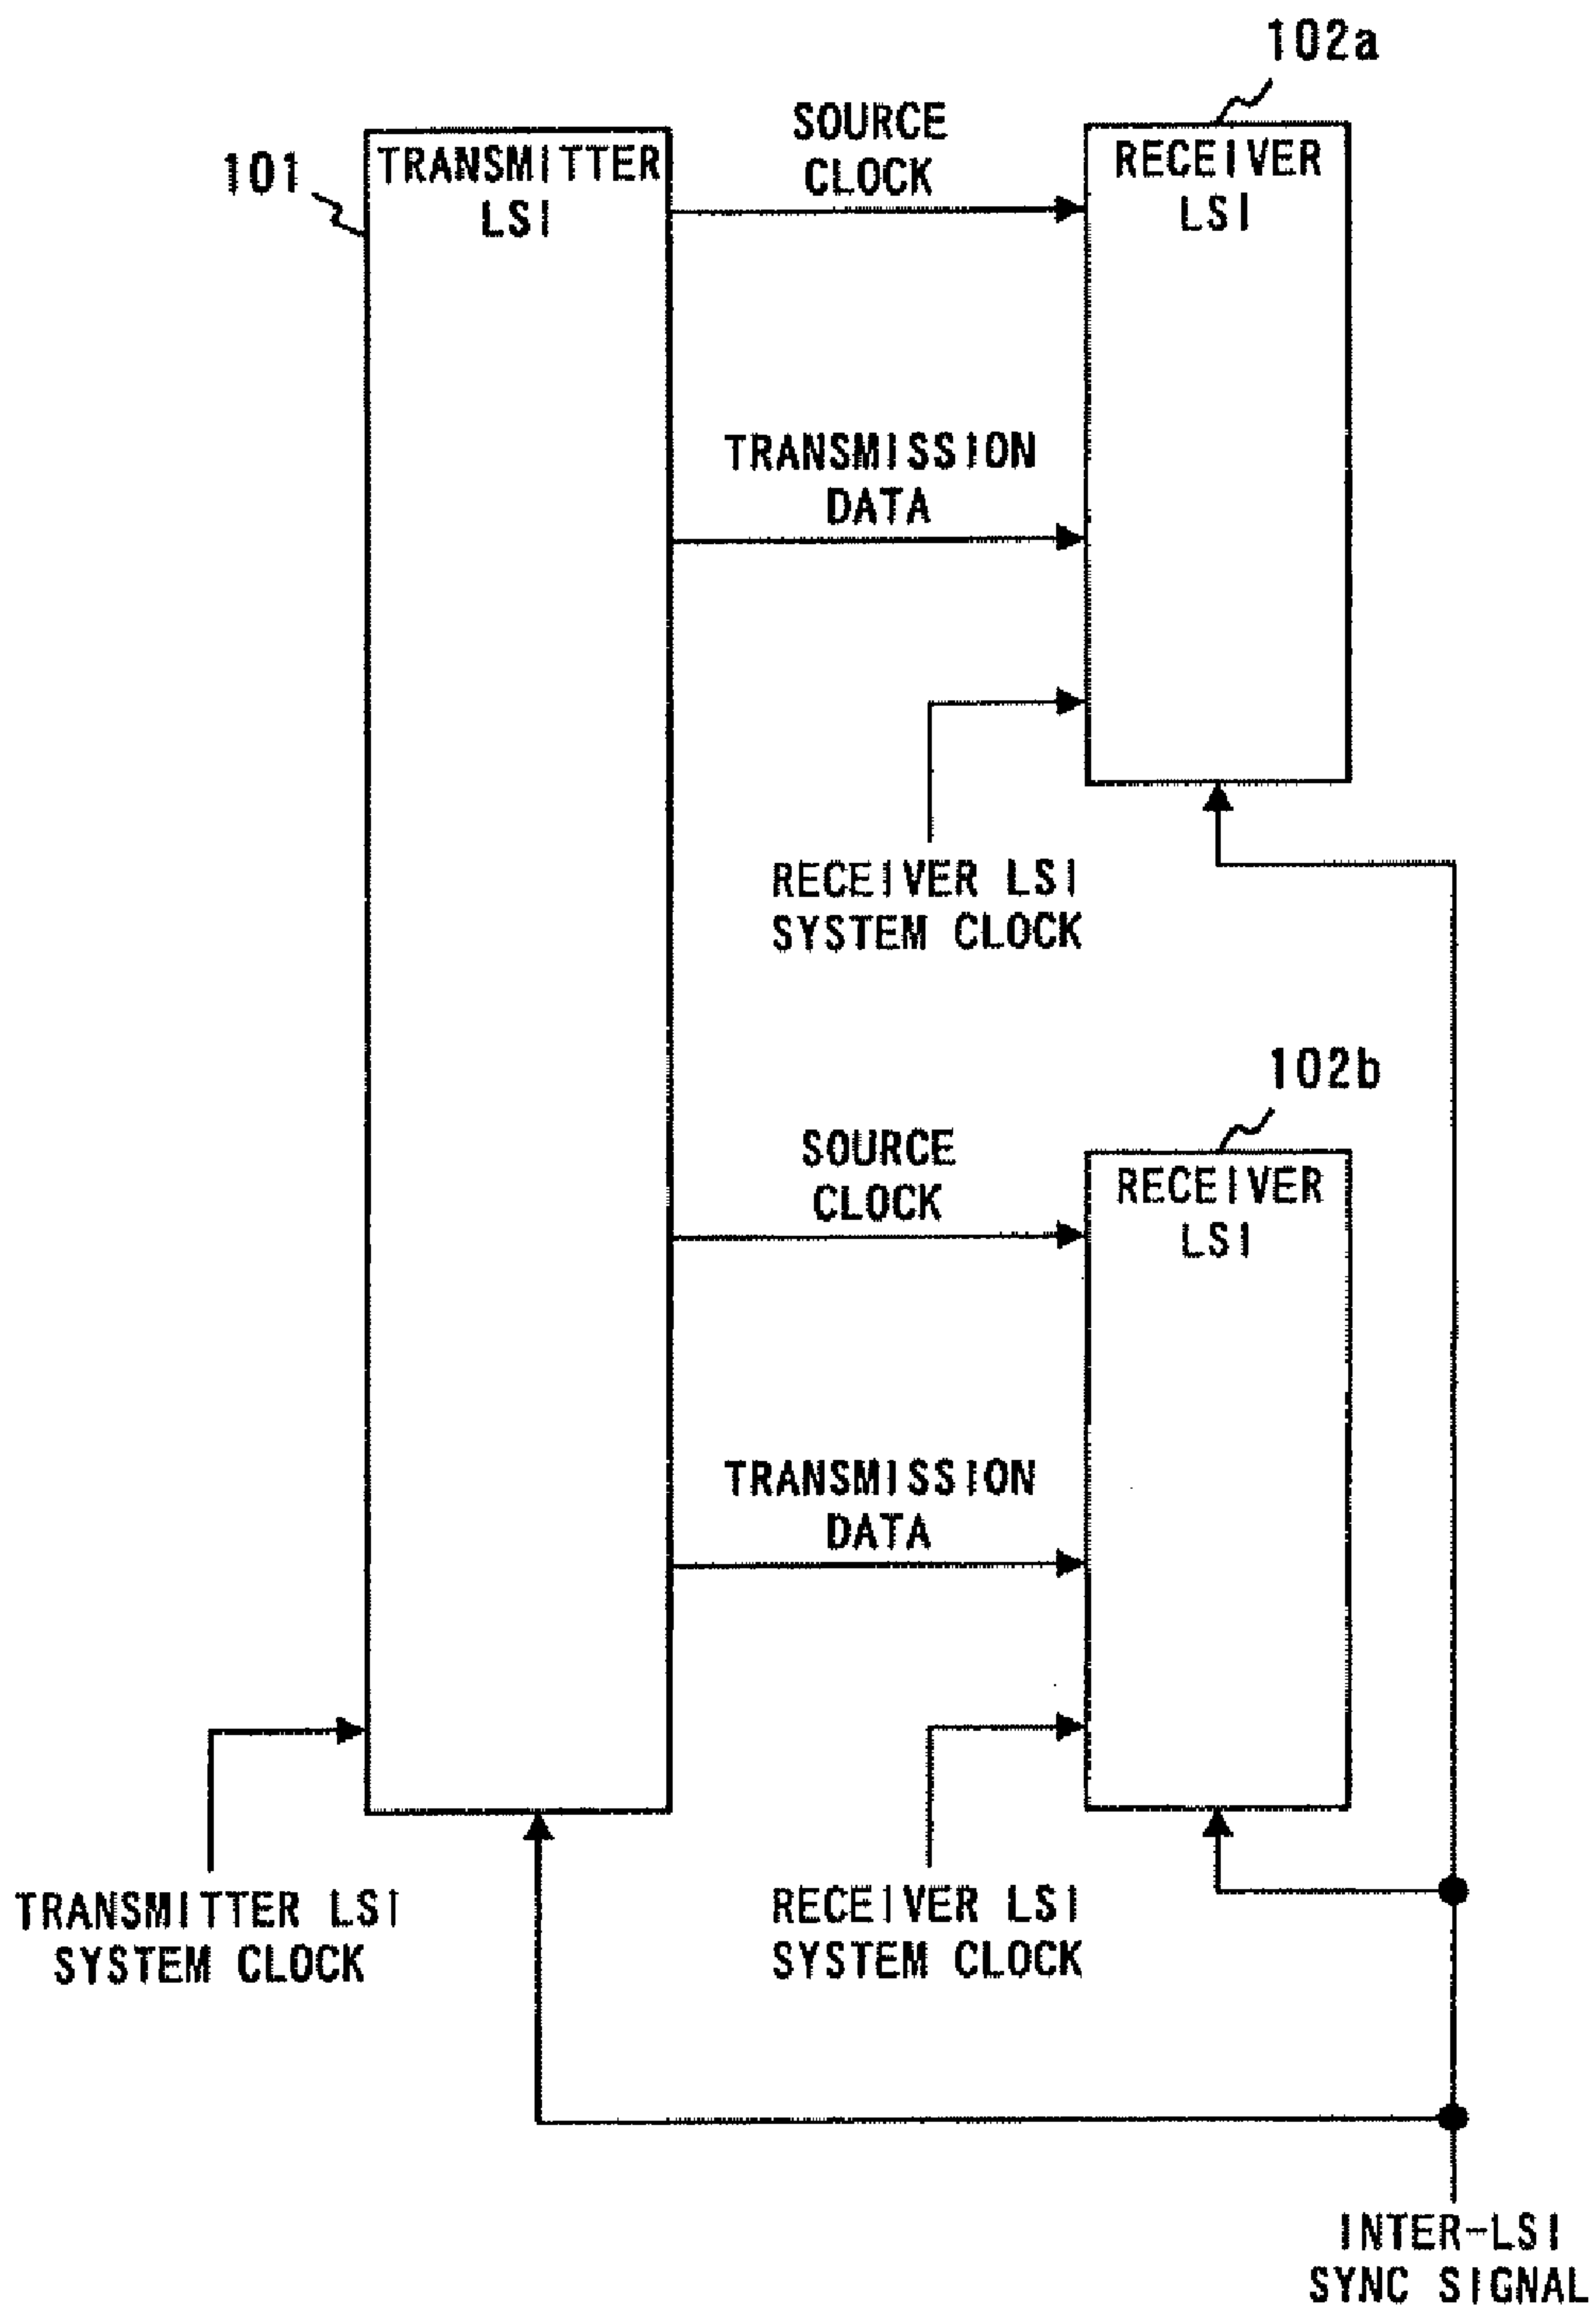 102a
101
TRANSMITTER
LSI
SOURCE
CLOCK
RECEIVER
LSI
TRANSMISSION
DATA
RECEIVER LSI
SYSTEM CLOCK
102b
SOURCE
CLOCK
RECEIVER
LSI
TRANSMISSION
DATA
TRANSMITTER LSI
SYSTEM CLOCK
RECEIVER LSI
SYSTEM CLOCK
INTER-LSI
SYNC SIGNAL